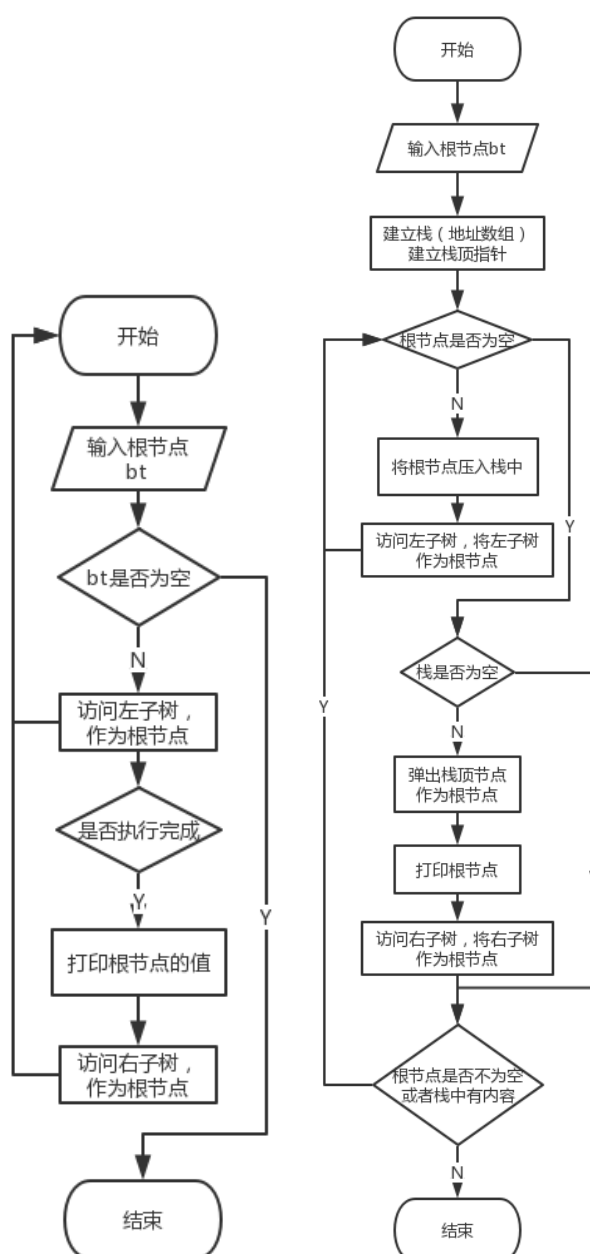 开始
输入根节点
bt
bt是否为空
N
访问左子树，
作为根节点
是否执行完成
Y
Y
打印根节点的值
访问右子树，
作为根节点
结束
开始
输入根节点bt
建立栈（地址数组）
建立栈顶指针
根节点是否为空
N
将根节点压入栈中
Y
访问左子树，将左子树
作为根节点
栈是否为空
Y
N
弹出栈顶节点
作为根节点
打印根节点
访问右子树，将右子树
作为根节点
根节点是否不为空
或者栈中有内容
N
结束